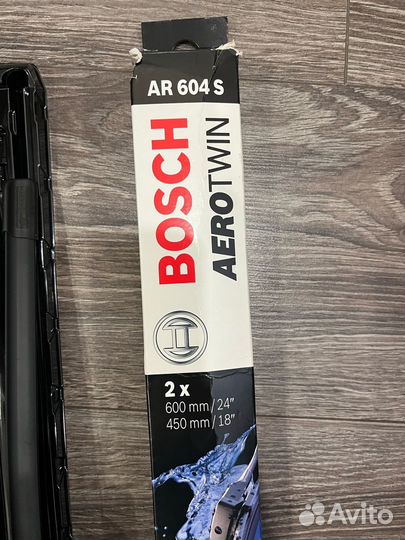 AR 604 S
BOSCH
AEROTWIN
2 x
600 mm / 24"
450 mm / 18"
Avito